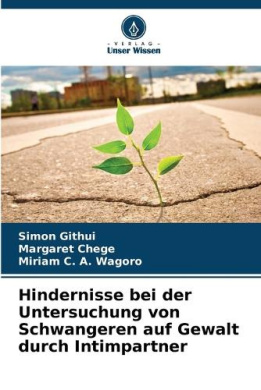 - VERLAG -
Unser Wissen
Simon Githui
Margaret Chege
Miriam C. A. Wagoro
Hindernisse bei der
Untersuchung von
Schwangeren auf Gewalt
durch Intimpartner